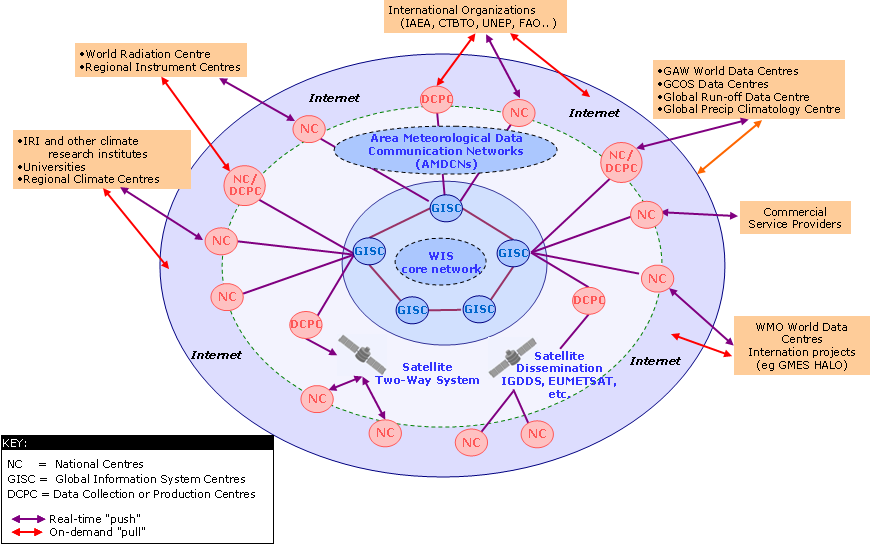 International Organizations
(IAEA, CTBTO, UNEP, FAO.. )
•World Radiation Centre
•Regional Instrument Centres
•GAW World Data Centres
•GCOS Data Centres
•Global Run-off Data Centre
•Global Precip Climatology Centre
Internet
Internet
DCPC
NC
NC
•IRI and other climate
research institutes
•Universities
•Regional Climate Centres
Area Meteorological Data
Communication Networks
(AMDCNs)
NC/
DCPC
NC/
DCPC
GISC
NC
Commercial
Service Providers
NC
GISC
GISC
WIS
core network
NC
NC
DCPC
GISC
GISC
DCPC
WMO World Data
Centres
Internation projects
(eg GMES HALO)
Internet
Internet
Satellite
Two-Way System
Satellite
Dissemination
IGDDS, EUMETSAT,
etc.
NC
NC
NC
NC
KEY:
NC = National Centres
GISC = Global Information System Centres
DCPC = Data Collection or Production Centres
Real-time "push"
On-demand "pull"